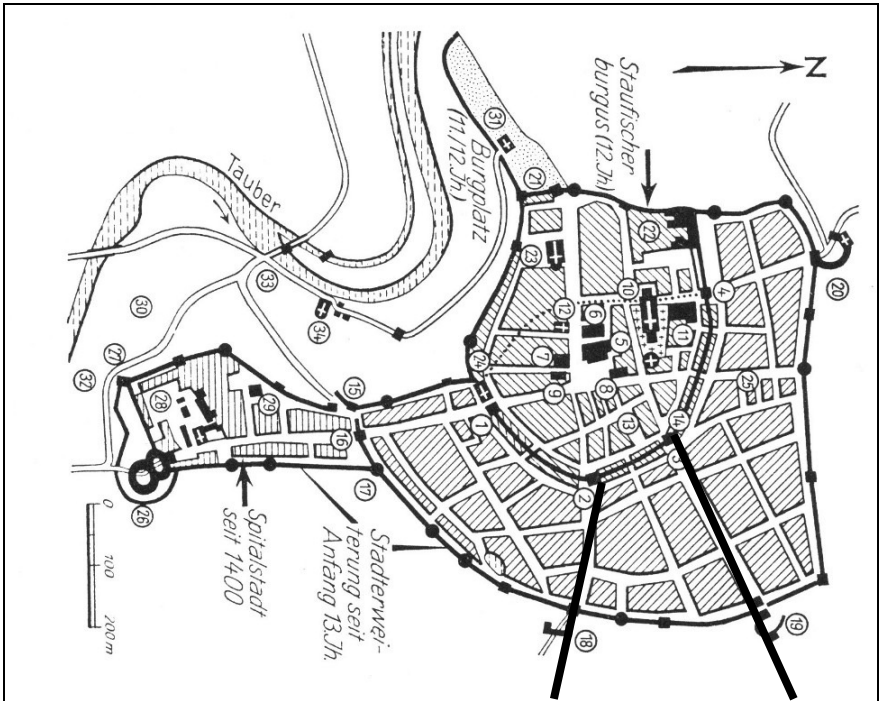 N
Staufischer
burgus (12.Jh)
31
Burgplatz
(11./12.Jh.)
21
Tauber
22
20
23
33
10
4
12
6
11
30
34
5
27
24
7
32
15
9
8
25
28
29
1
13
14
16
3
2
17
26
Spitalstadt
seit 1400
Stadterwei-
terung seit
Anfang 13.Jh.
18
19
0 100 200 m